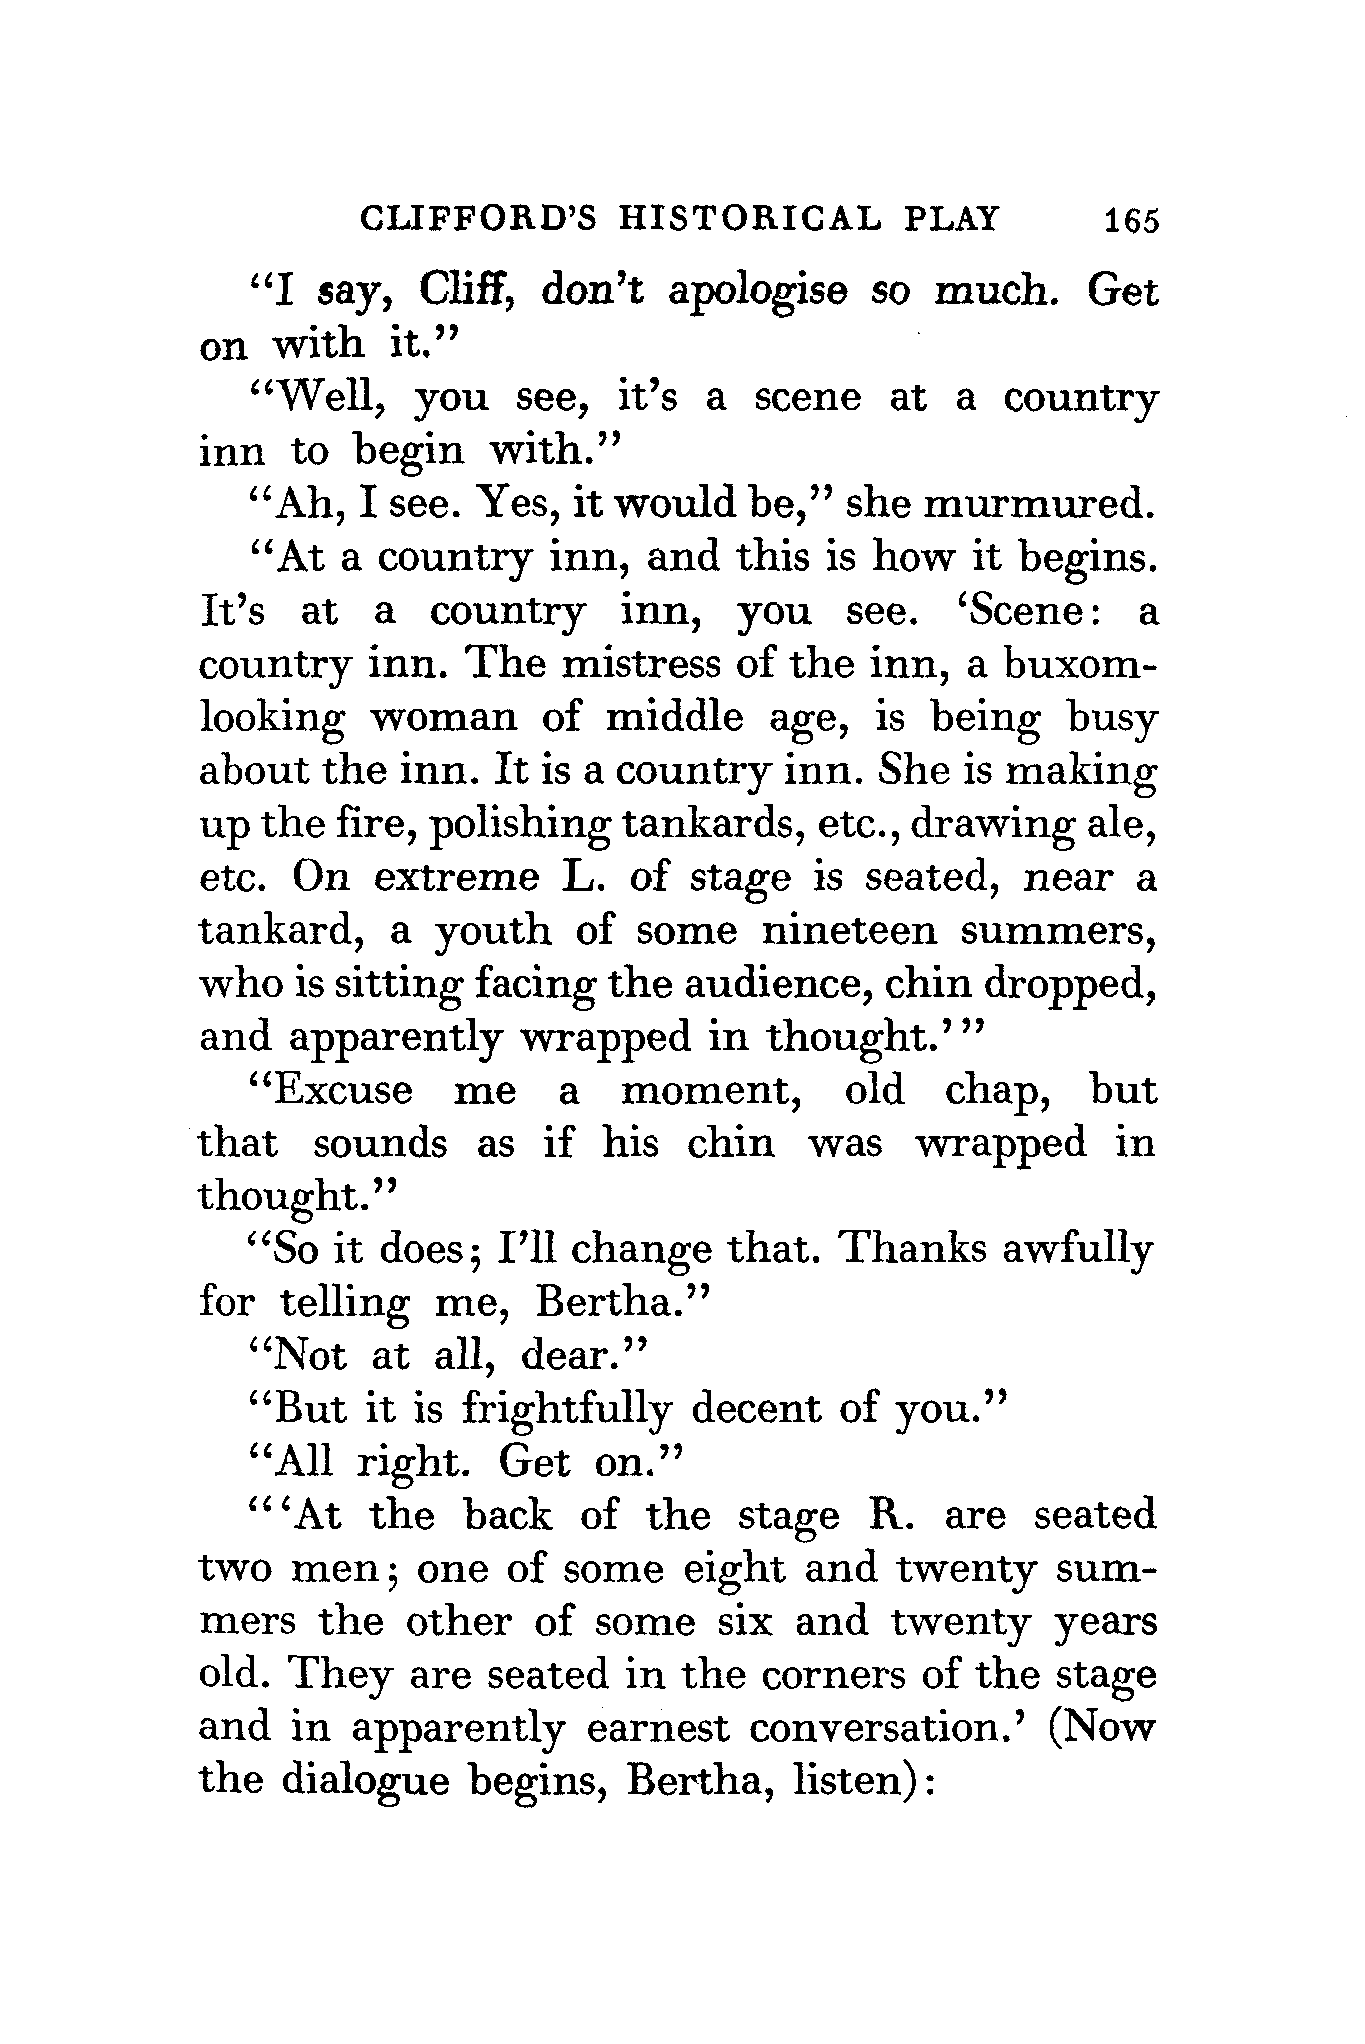 CLIFFORD'S HISTORICAL PLAY 165
"I say, Cliff, don't apologise so much. Get
on with it."
"Well, you see, it's a scene at a country
inn to begin with."
"Ah, I see. Yes, it would be," she murmured.
"At a country inn, and this is how it begins.
It's at a country inn, you see. 'Scene: a
country inn. The mistress of the inn, a buxom-
looking woman of middle age, is being busy
about the inn. It is a country inn. She is making
up the fire, polishing tankards, etc., drawing ale,
etc. On extreme L. of stage is seated, near a
tankard, a youth of some nineteen summers,
who is sitting facing the audience, chin dropped,
and apparently wrapped in thought.'"
"Excuse me a moment, old chap, but
that sounds as if his chin was wrapped in
thought."
"So it does; I'll change that. Thanks awfully
for telling me, Bertha."
"Not at all, dear."
"But it is frightfully decent of you."
"All right. Get on."
"'At the back of the stage R. are seated
two men; one of some eight and twenty sum-
mers the other of some six and twenty years
old. They are seated in the corners of the stage
and in apparently earnest conversation.' (Now
the dialogue begins, Bertha, listen):